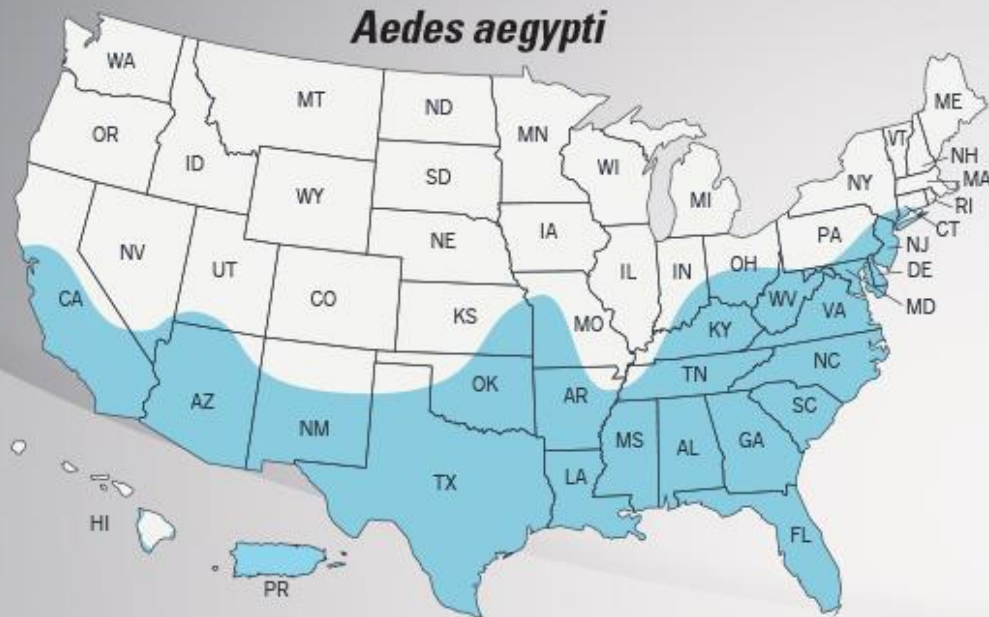 Aedes aegypti
WA
MT
ND
MN
ME
OR
ID
WI
VT
NH
MA
SD
WY
MI
NY
RI
CT
IA
NE
PA
NJ
NV
UT
IL
IN
OH
DE
CA
CO
WV
MD
KS
MO
KY
VA
NC
TN
OK
AZ
AR
SC
NM
MS
AL
GA
TX
LA
HI
FL
PR